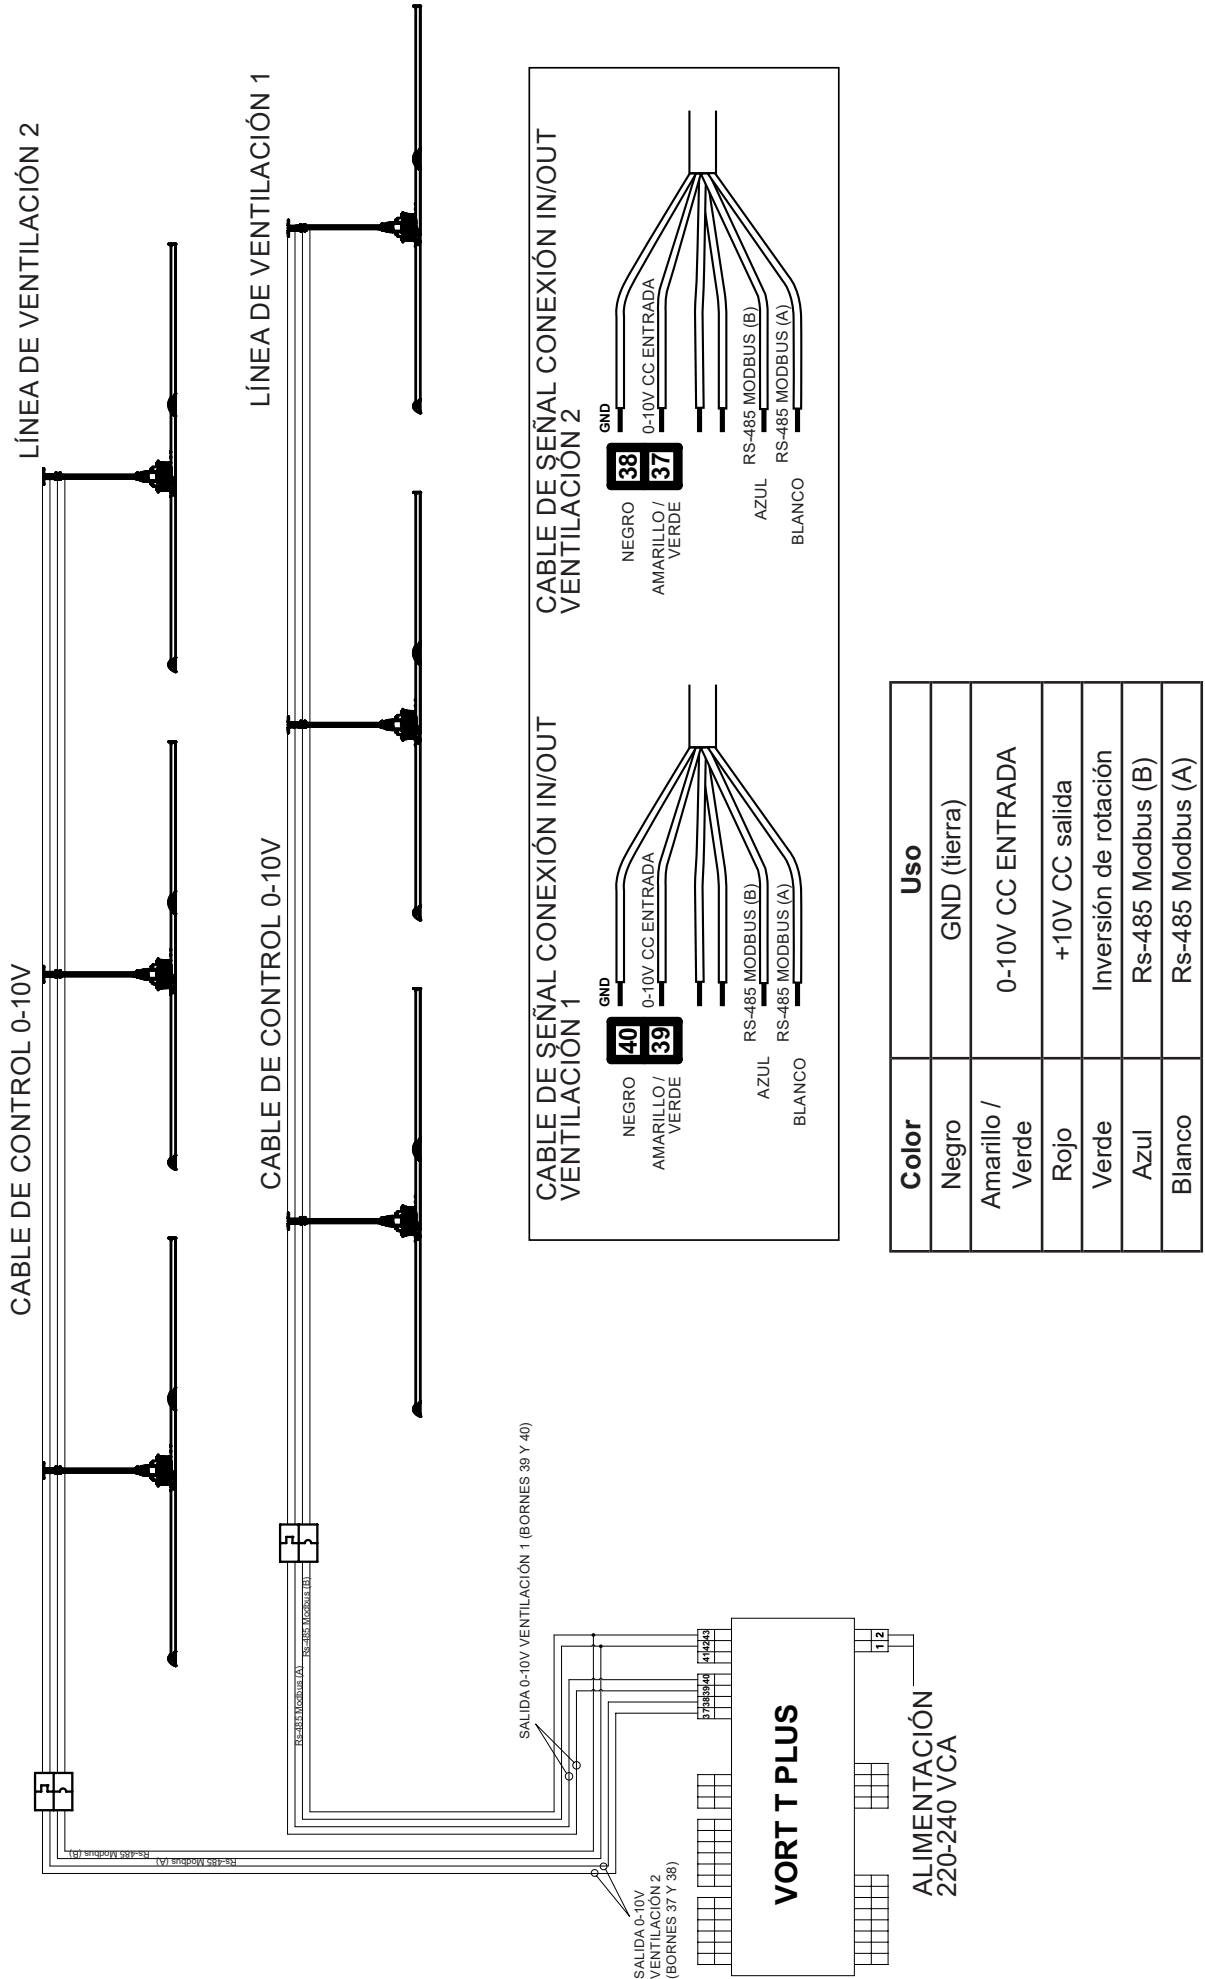 LÍNEA DE VENTILACIÓN 2
CABLE DE CONTROL 0-10V
LÍNEA DE VENTILACIÓN 1
CABLE DE CONTROL 0-10V
Rs-485 Modbus (B)
Rs-485 Modbus (A)
Rs-485 Modbus (A)
Rs-485 Modbus (B)
SALIDA 0-10V VENTILACIÓN 1 (BORNES 39 Y 40)
SALIDA 0-10V
VENTILACIÓN 2
(BORNES 37 Y 38)
37 38 39 40
41 42 43
VORT T PLUS
1 2
ALIMENTACIÓN
220-240 VCA
CABLE DE SEÑAL CONEXIÓN IN/OUT
VENTILACIÓN 1
NEGRO
40
GND
AMARILLO /
VERDE
39
0-10V CC ENTRADA
AZUL
RS-485 MODBUS (B)
BLANCO
RS-485 MODBUS (A)
CABLE DE SEÑAL CONEXIÓN IN/OUT
VENTILACIÓN 2
NEGRO
38
GND
AMARILLO /
VERDE
37
0-10V CC ENTRADA
AZUL
RS-485 MODBUS (B)
BLANCO
RS-485 MODBUS (A)
Color Uso
Negro GND (tierra)
Amarillo /
Verde 0-10V CC ENTRADA
Rojo +10V CC salida
Verde Inversión de rotación
Azul Rs-485 Modbus (B)
Blanco Rs-485 Modbus (A)